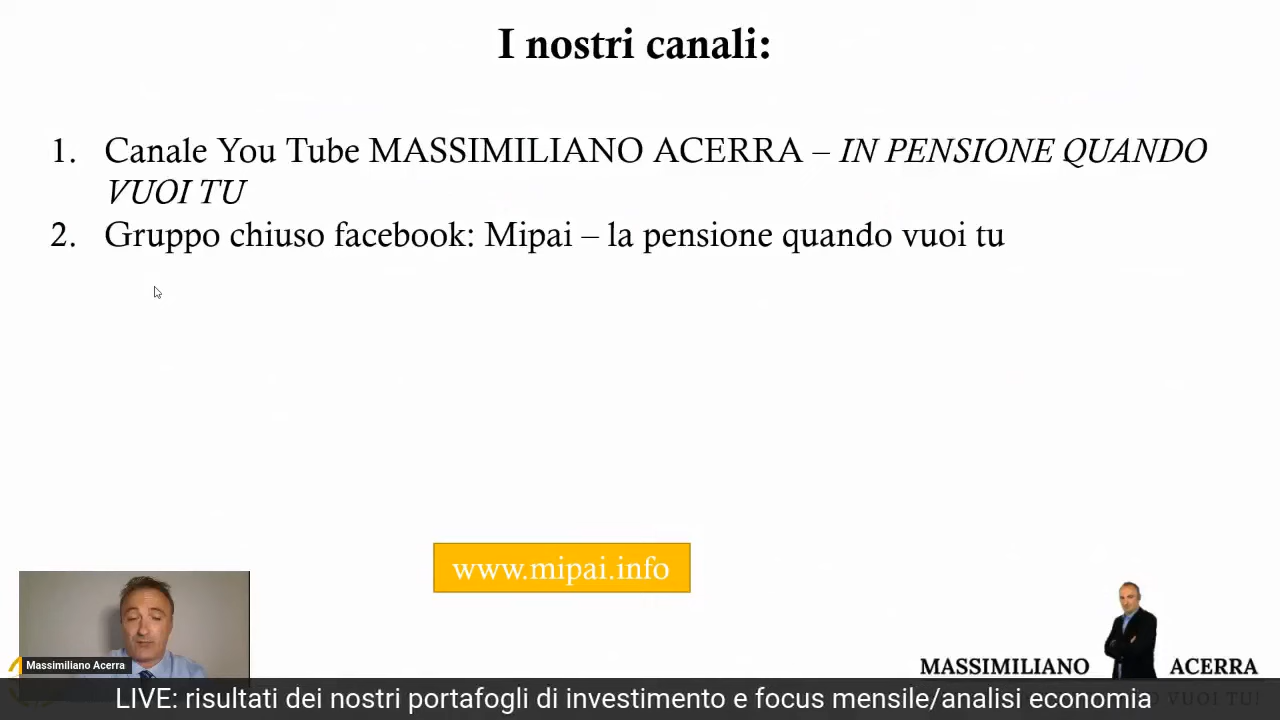 I nostri canali:
1. Canale You Tube MASSIMILIANO ACERRA – IN PENSIONE QUANDO
VUOI TU
2. Gruppo chiuso facebook: Mipai – la pensione quando vuoi tu
www.mipai.info
Massimiliano Acerra
MASSIMILIANO ACERRA
VUOI TU!
LIVE: risultati dei nostri portafogli di investimento e focus mensile/analisi economia